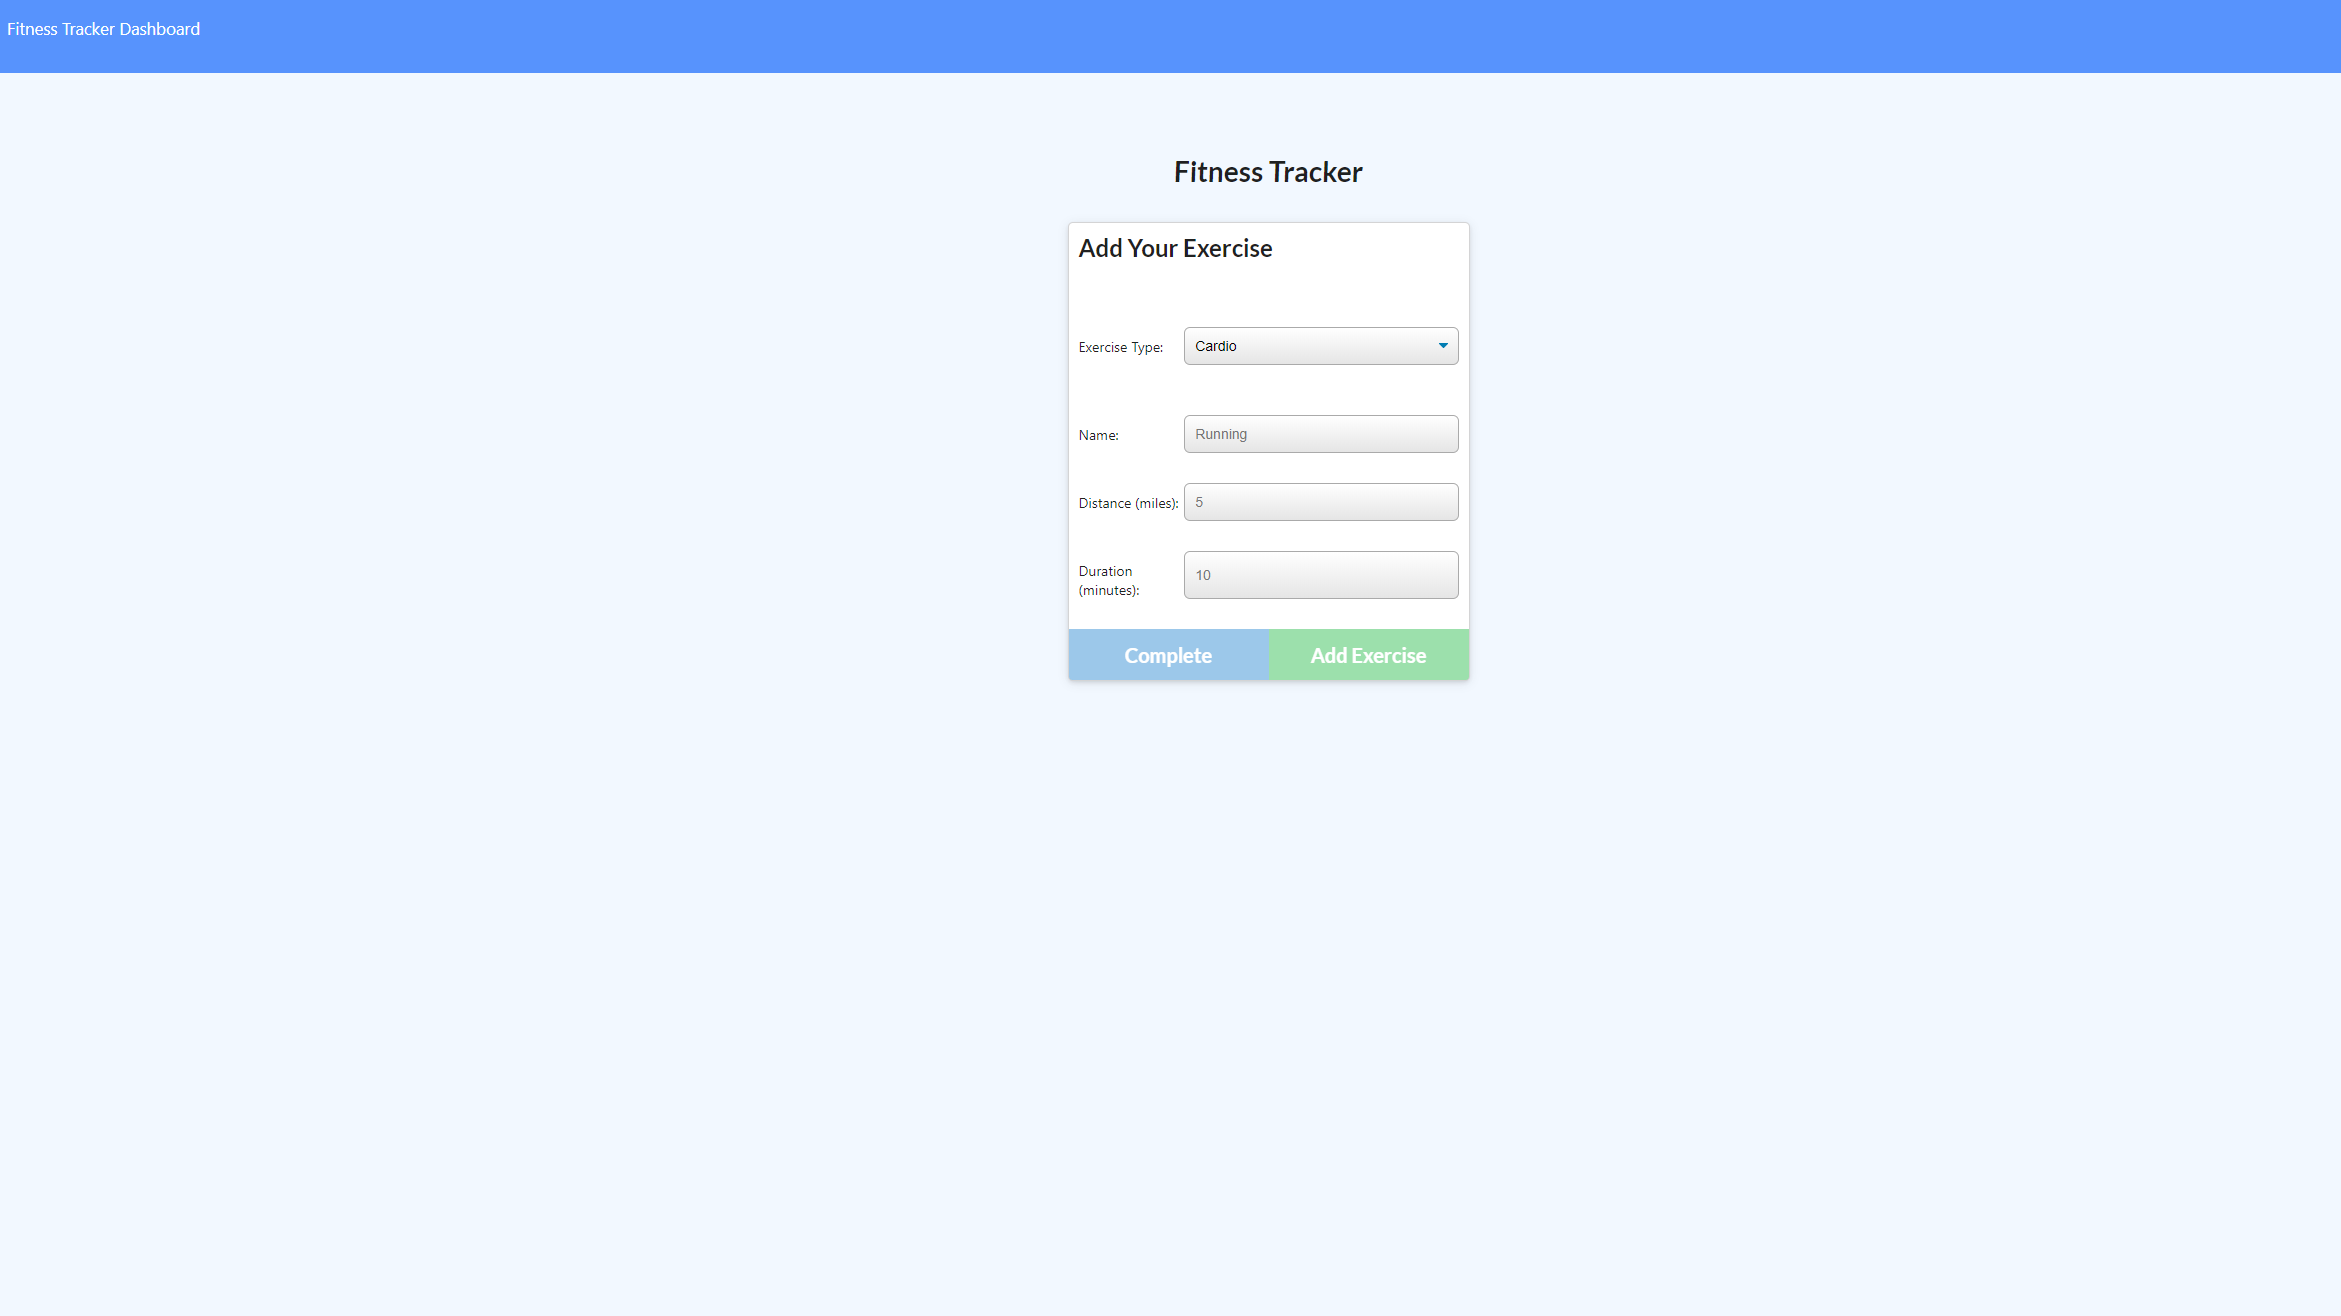 Fitness Tracker Dashboard
Fitness Tracker
Add Your Exercise
Exercise Type: Cardio
Name: Running
Distance (miles): 5
Duration (minutes): 10
Complete Add Exercise